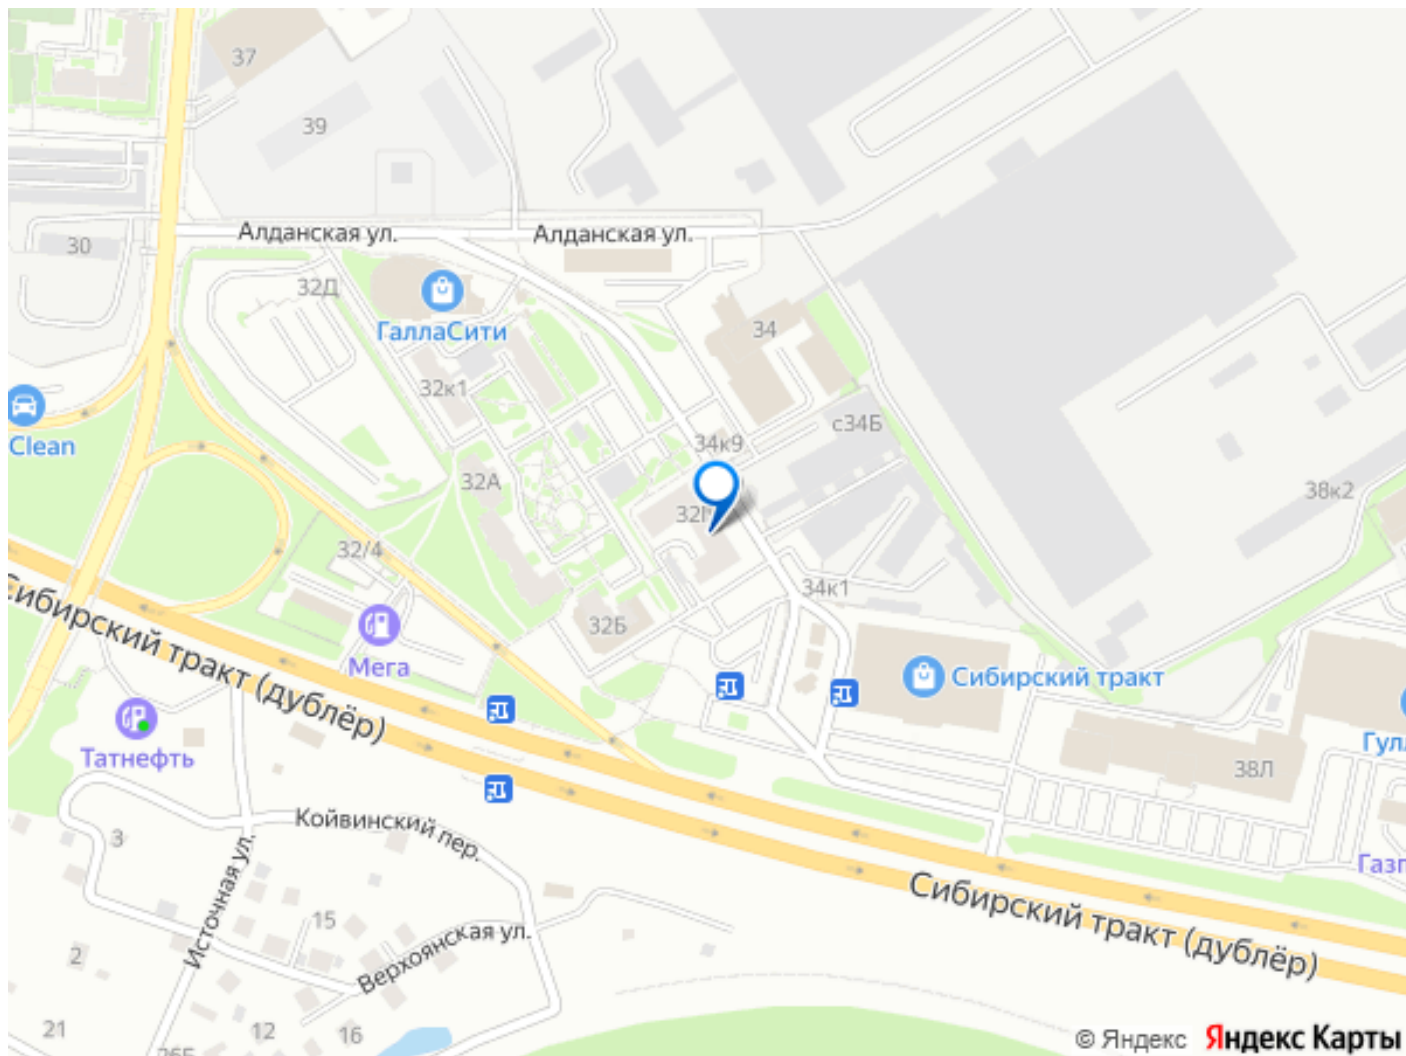 37
39
Алданская ул.
Алданская ул.
30
32Д
ГаллаСити
34
32к1
Clean
с34Б
34к9
32А
38к2
32/4
34к1
32Б
Мега
Сибирский тракт
Сибирский тракт (дублёр)
Татнефть
38Л
Койвинский пер.
3
Источная ул.
Сибирский тракт (дублёр)
15
Верхоянская ул.
2
21
12
16
© Яндекс Яндекс Карты